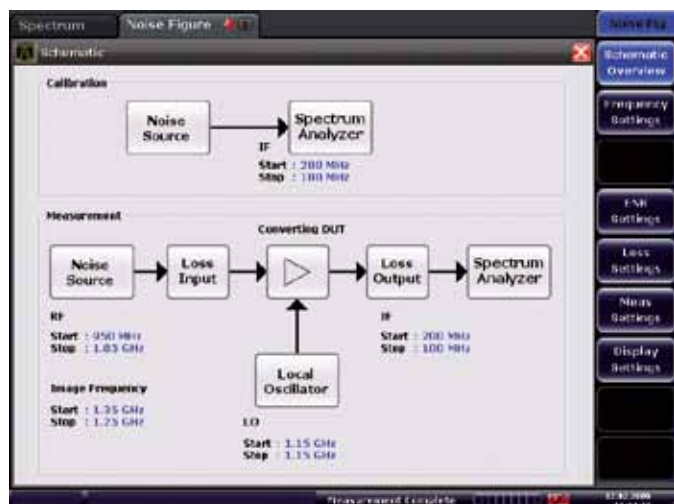 Spectrum
Noise Figure
Schematic
Calibration
Noise Source
Spectrum Analyzer
IF
Start : 200 MHz
Stop : 100 MHz
Measurement
Converting DUT
Noise Source
Loss Input
Loss Output
Spectrum Analyzer
RF
Start : 950 MHz
Stop : 1.05 GHz
IF
Start : 200 MHz
Stop : 100 MHz
Image Frequency
Start : 1.35 GHz
Stop : 1.25 GHz
Local Oscillator
LO
Start : 1.15 GHz
Stop : 1.15 GHz
Schematic Overview
Frequency Settings
ENR Settings
Loss Settings
Meas Settings
Display Settings
Measurement Complete